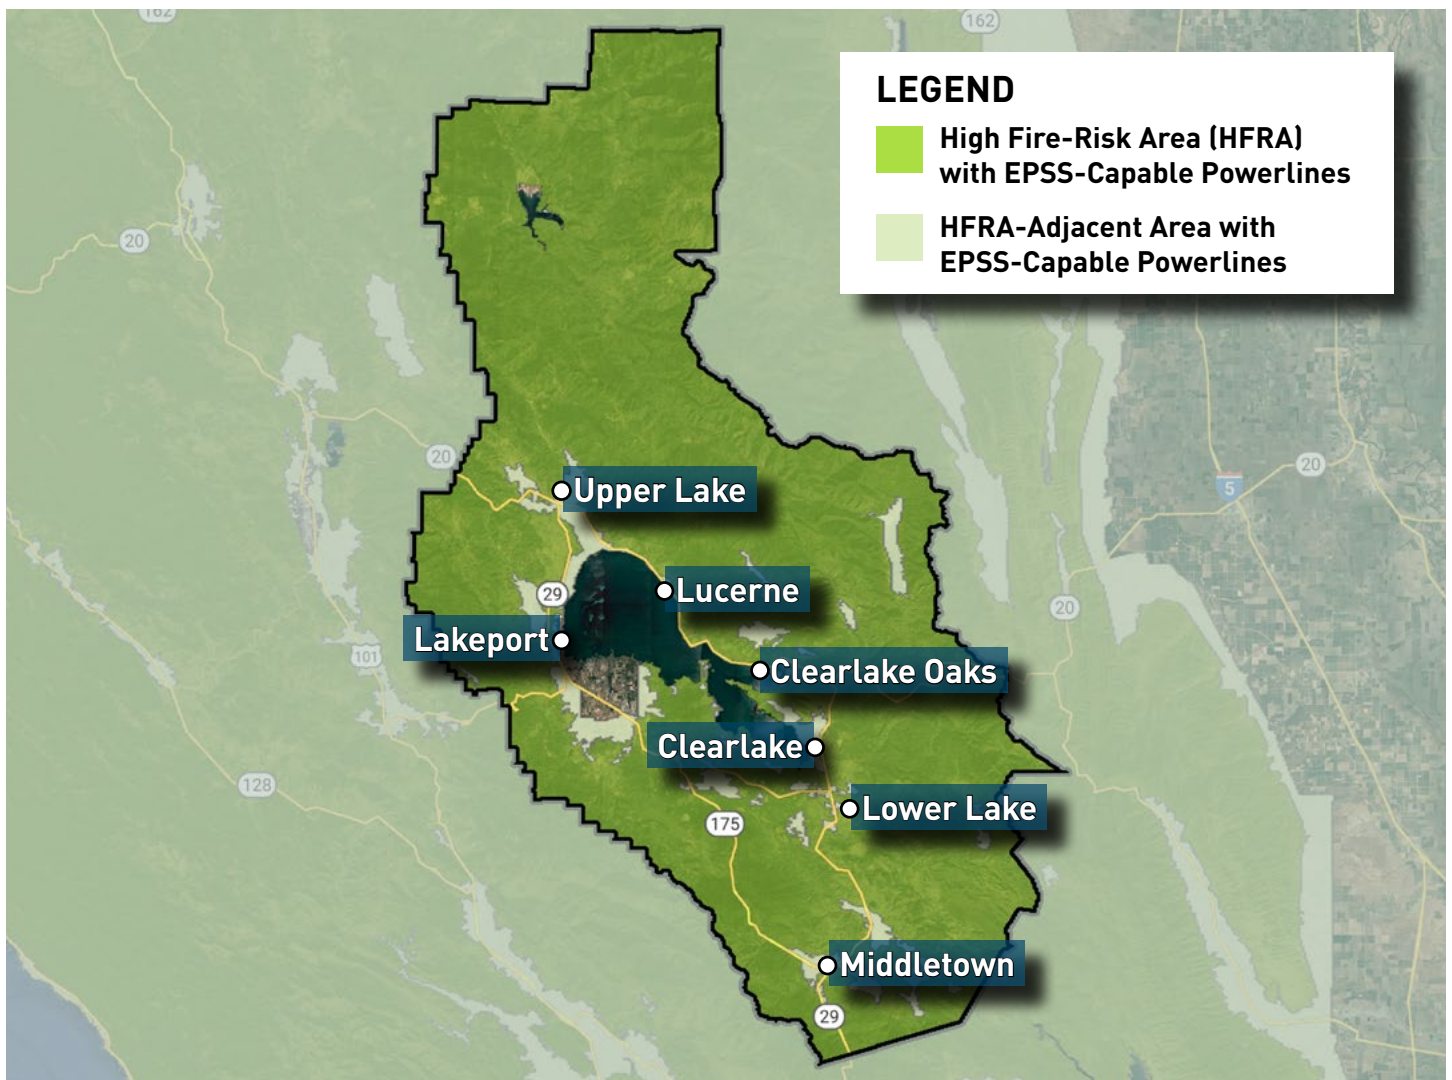 162
162
LEGEND
High Fire-Risk Area (HFRA)
with EPSS-Capable Powerlines
HFRA-Adjacent Area with
EPSS-Capable Powerlines
20
20
20
5
Upper Lake
29
Lucerne
20
Lakeport
101
Clearlake Oaks
Clearlake
128
Lower Lake
175
Middletown
29